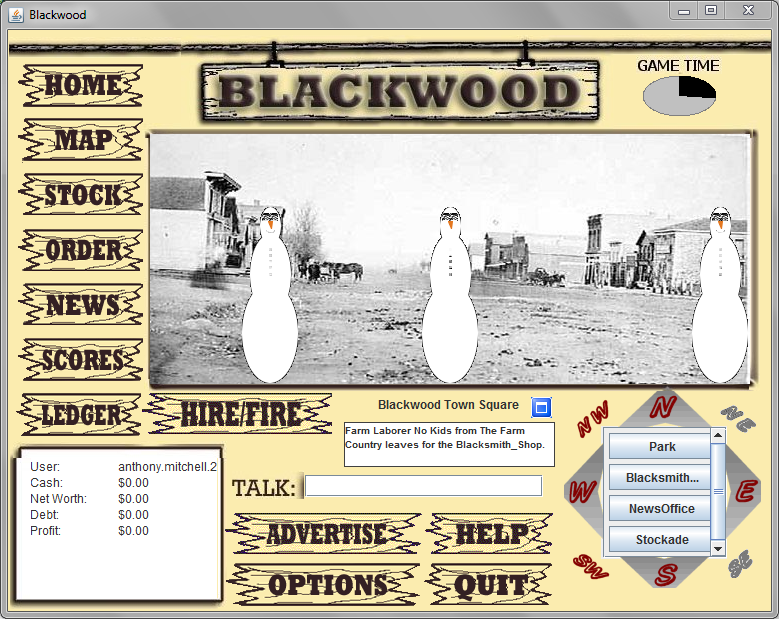 Blackwood
GAME TIME
BLACKWOOD
HOME
MAP
STOCK
ORDER
NEWS
SCORES
LEDGER
HIRE/FIRE
Blackwood Town Square
Farm Laborer No Kids from The Farm
Country leaves for the Blacksmith_Shop.
User: anthony.mitchell.2
Cash: $0.00
Net Worth: $0.00
Debt: $0.00
Profit: $0.00
TALK:
ADVERTISE
HELP
OPTIONS
QUIT
NW
N
NE
W
E
SW
S
SE
Park
Blacksmith...
NewsOffice
Stockade